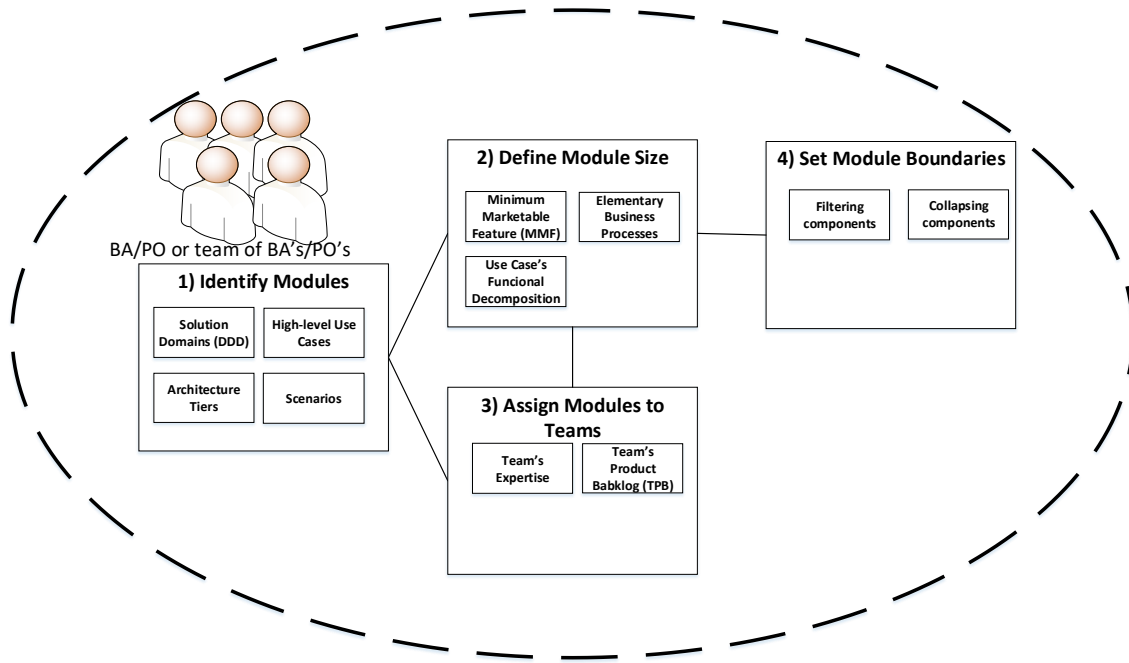 BA/PO or team of BA's/PO's
1) Identify Modules
Solution
Domains (DDD)
High-level Use
Cases
Architecture
Tiers
Scenarios
2) Define Module Size
Minimum
Marketable
Feature (MMF)
Elementary
Business
Processes
Use Case's
Funcional
Decomposition
3) Assign Modules to
Teams
Team's
Expertise
Team's
Product
Babklog (TPB)
4) Set Module Boundaries
Filtering
components
Collapsing
components